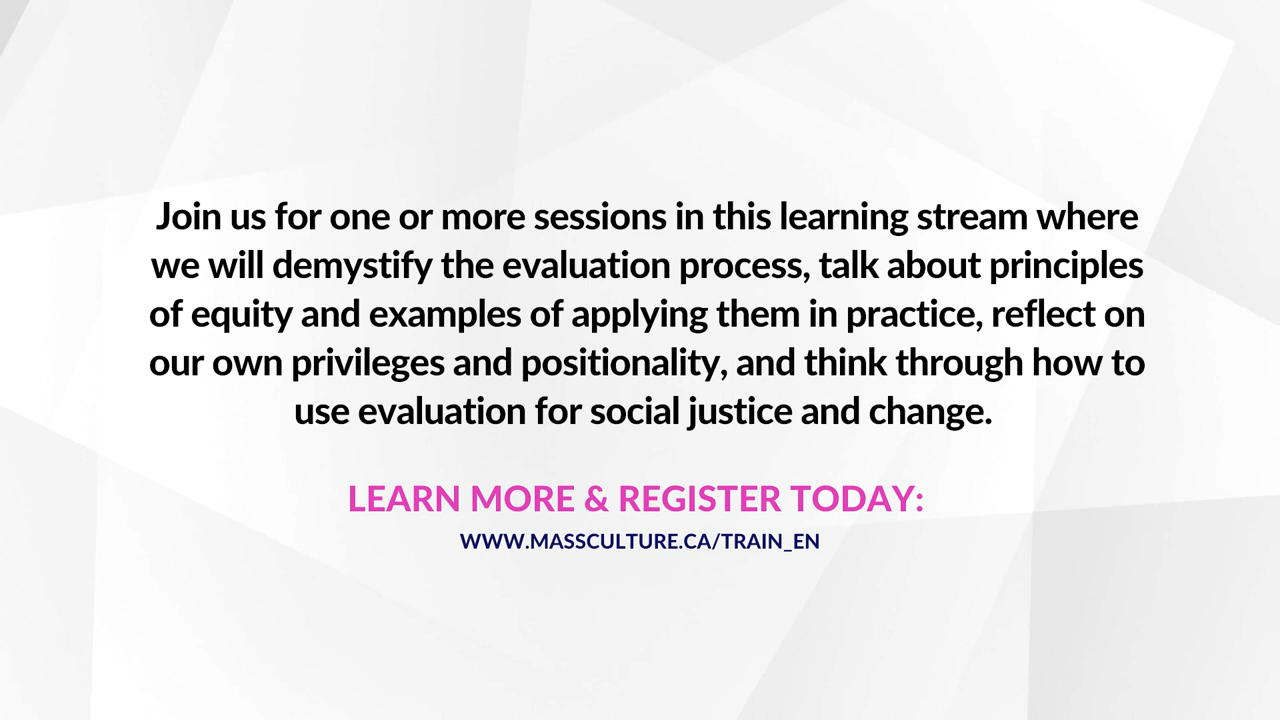 Join us for one or more sessions in this learning stream where
we will demystify the evaluation process, talk about principles
of equity and examples of applying them in practice, reflect on
our own privileges and positionality, and think through how to
use evaluation for social justice and change.
LEARN MORE & REGISTER TODAY:
WWW.MASSCULTURE.CA/TRAIN_EN